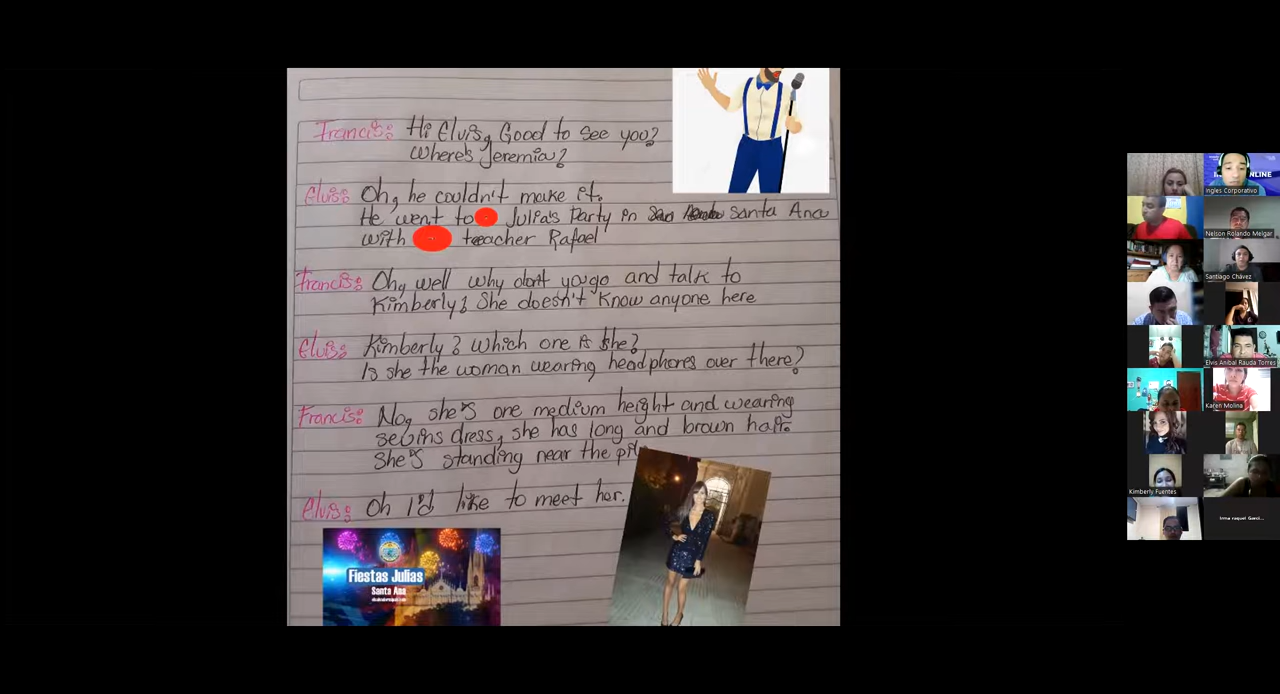 Francis: Hi Elvis, Good to see you?
Where's Jeremia?
Elvis: Oh, he couldn't make it.
He went to Julia's Party in Santa Ana
with teacher Rafael
Francis: Oh, well why don't you go and talk to
Kimberly? She doesn't know anyone here
Elvis: Kimberly? Which one is she?
Is she the woman wearing headphones over there?
Francis: No, she's one medium height and wearing
dress, she has long and brown hair.
She's standing near the
Elvis: Oh I'd like to meet her.
Fiestas Julias
Santa Ana
Ingles Corporativo
Nelson Rolando Melgar
Santiago Chávez
Elvis Anibal Rauda Torres
Karen Molina
Kimberly Fuentes
Irma raquel Garci...